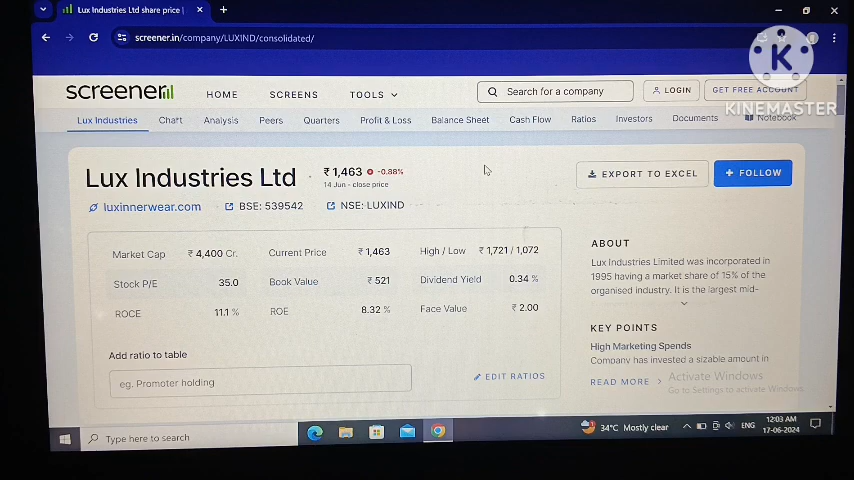 Lux Industries Ltd share price |
screener.in/company/LUXIND/consolidated/
KINEMASTER
screener
HOME
SCREENS
TOOLS
Search for a company
LOGIN
GET FREE ACCOUNT
Lux Industries
Chart
Analysis
Peers
Quarters
Profit & Loss
Balance Sheet
Cash Flow
Ratios
Investors
Documents
Notebook
Lux Industries Ltd
₹ 1,463 -0.88%
14 Jun - close price
EXPORT TO EXCEL
+ FOLLOW
luxinnerwear.com
BSE: 539542
NSE: LUXIND
Market Cap ₹ 4,400 Cr.
Current Price ₹ 1,463
High / Low ₹ 1,721 / 1,072
Stock P/E 35.0
Book Value ₹ 521
Dividend Yield 0.34 %
ROCE 11.1 %
ROE 8.32 %
Face Value ₹ 2.00
Add ratio to table
eg. Promoter holding
EDIT RATIOS
ABOUT
Lux Industries Limited was incorporated in
1995 having a market share of 15% of the
organised industry. It is the largest mid-
KEY POINTS
High Marketing Spends
Company has invested a sizable amount in
READ MORE
Activate Windows
Go to Settings to activate Windows.
Type here to search
34°C Mostly clear
ENG
12:03 AM
17-06-2024